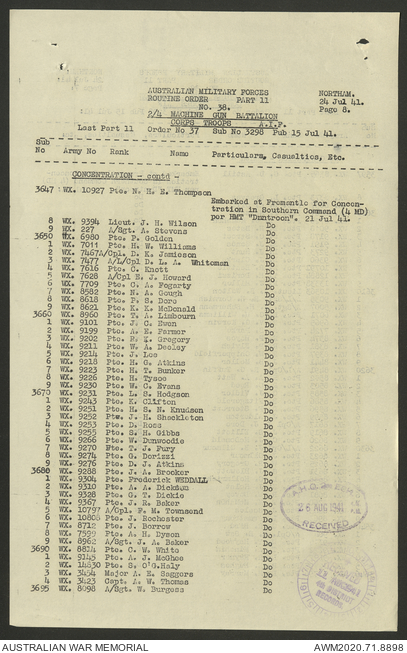 AUSTRALIAN MILITARY FORCES NORTHAM.
ROUTINE ORDER PART 11 24 Jul 41.
No. 38. Page 8.
2/4 MACHINE GUN BATTALION
CORPS TROOPS A.I.F.
Last Part 11 Order No 37 Sub No 3298 Pub 15 Jul 41.
Sub
No Army No Rank Name Particulars, Casualties, Etc.
CONCENTRATION - contd -
3647 WX. 10927 Pte. N. H. E. Thompson
Embarked at Fremantle for Concen-
tration in Southern Command (4 MD)
per HMT "Duntroon". 21 Jul 41.
8 WX. 9394 Lieut. J. H. Wilson Do
9 WX. 227 A/Sgt. A. Stevens Do
3650 WX. 6980 Pte. P. Golden Do
1 WX. 7011 Pte. H. W. Williams Do
2 WX. 7467 A/Cpl. D. K. Jamieson Do
3 WX. 7477 A/L/Cpl D. L. A. Whiteman Do
4 WX. 7616 Pte. C. Knott Do
5 WX. 7628 A/Cpl E. J. Howard Do
6 WX. 7709 Pte. C. A. Fogarty Do
7 WX. 8582 Pte. N. A. Gough Do
8 WX. 8618 Pte. P. S. Dore Do
9 WX. 8621 Pte. K. K. McDonald Do
3660 WX. 8960 Pte. T. A. Limbourn Do
1 WX. 9101 Pte. J. C. Ewen Do
2 WX. 9199 Pte. A. E. Farmer Do
3 WX. 9202 Pte. R. K. Gregory Do
4 WX. 9211 Pte. W. A. Dealey Do
5 WX. 9214 Pte. J. Lee Do
6 WX. 9218 Pte. H. G. Atkins Do
7 WX. 9223 Pte. H. T. Bunker Do
8 WX. 9226 Pte. H. Tysoe Do
9 WX. 9230 Pte. W. C. Evans Do
3670 WX. 9231 Pte. L. S. Hodgson Do
1 WX. 9243 Pte. K. Clifton Do
2 WX. 9251 Pte. H. S. N. Knudsen Do
3 WX. 9252 Pte. J. H. Shackleton Do
4 WX. 9253 Pte. D. Ross Do
5 WX. 9255 Pte. S. H. Gibbs Do
6 WX. 9266 Pte. W. Dunwoodie Do
7 WX. 9270 Pte. T. J. Fury Do
8 WX. 9274 Pte. G. Dorizzi Do
9 WX. 9276 Pte. D. J. Atkins Do
3680 WX. 9288 Pte. J. A. Brooker Do
1 WX. 9304 Pte. Frederick WEDDALL Do
2 WX. 9310 Pte. A. A. Dickson Do
3 WX. 9328 Pte. G. T. Dickie Do
4 WX. 9367 Pte. J. R. Baker Do
5 WX. 10797 A/Cpl. F. M. Townsend Do
6 WX. 10808 Pte. J. Rochester Do
7 WX. 8712 Pte. J. Borrow Do
8 WX. 7599 Pte. A. H. Dyson Do
9 WX. 8962 A/Sgt. J. A. Baker Do
3690 WX. 8824 Pte. C. W. White Do
1 WX. 9145 Pte. A. J. McGhee Do
2 WX. 14830 Pte. S. O'G.Haly Do
3 WX. 3454 Major A. E. Saggers Do
4 WX. 3423 Capt. A. W. Thomas Do
3695 WX. 8098 A/Sgt. W. Burgess Do
26 AUG 1941
RECEIVED
AUSTRALIAN WAR MEMORIAL AWM2020.71.8898